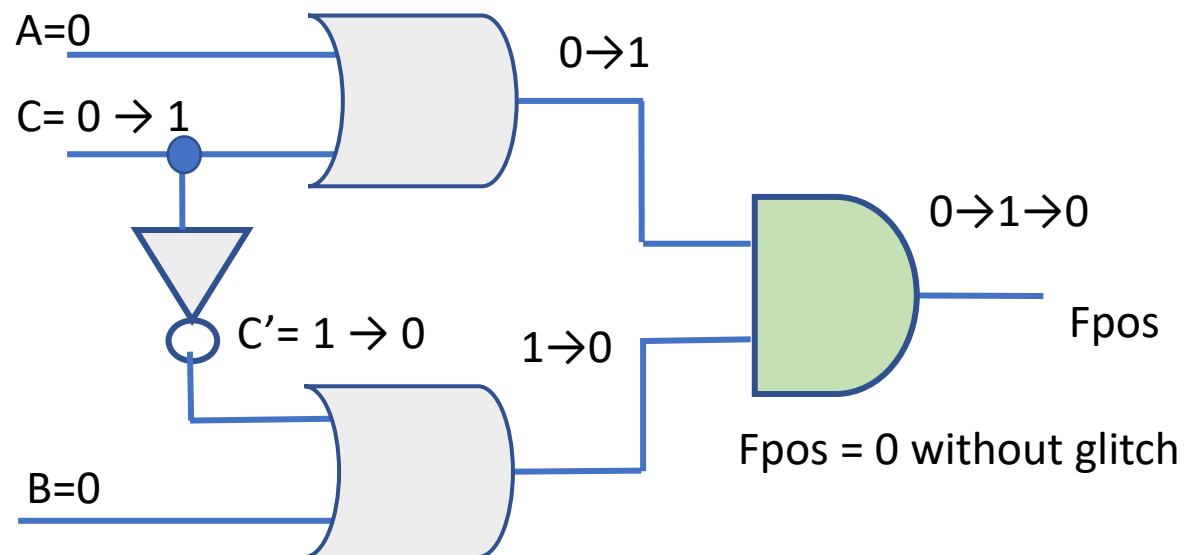 A=0
0→1
C= 0 → 1
0→1→0
Fpos
C’= 1 → 0
1→0
Fpos = 0 without glitch
B=0